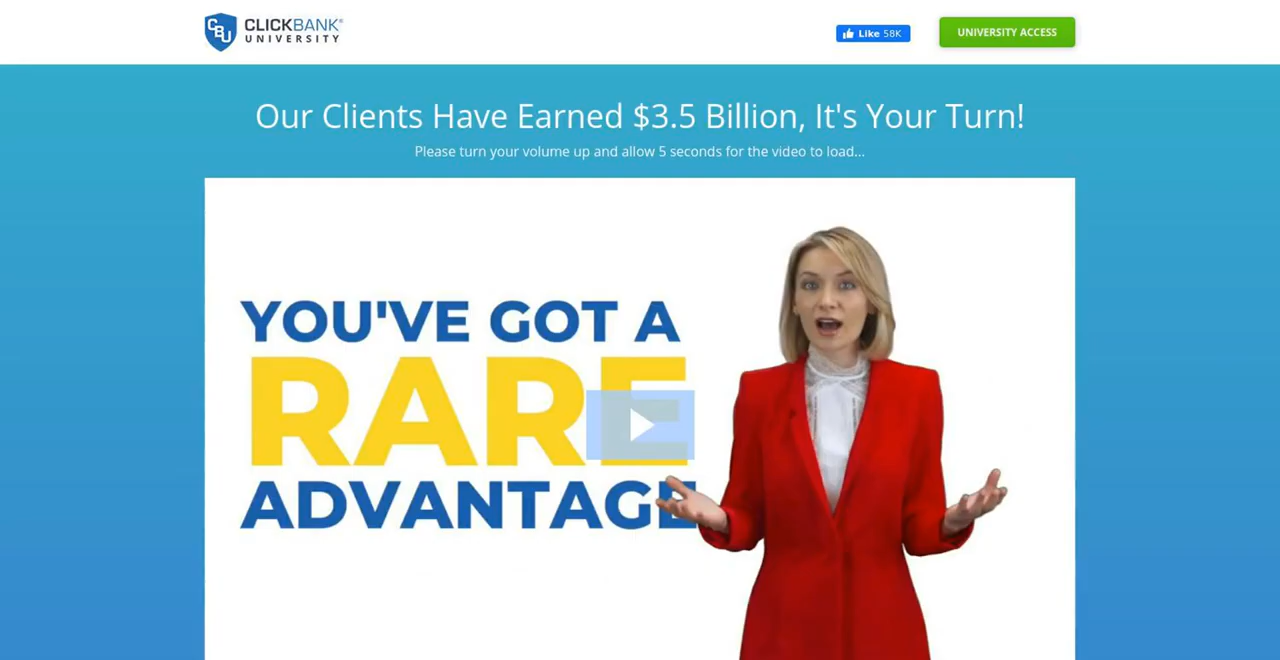 CBU
CLICKBANK®
UNIVERSITY
Like 58K
UNIVERSITY ACCESS
Our Clients Have Earned $3.5 Billion, It's Your Turn!
Please turn your volume up and allow 5 seconds for the video to load...
YOU'VE GOT A
RARE
ADVANTAGE